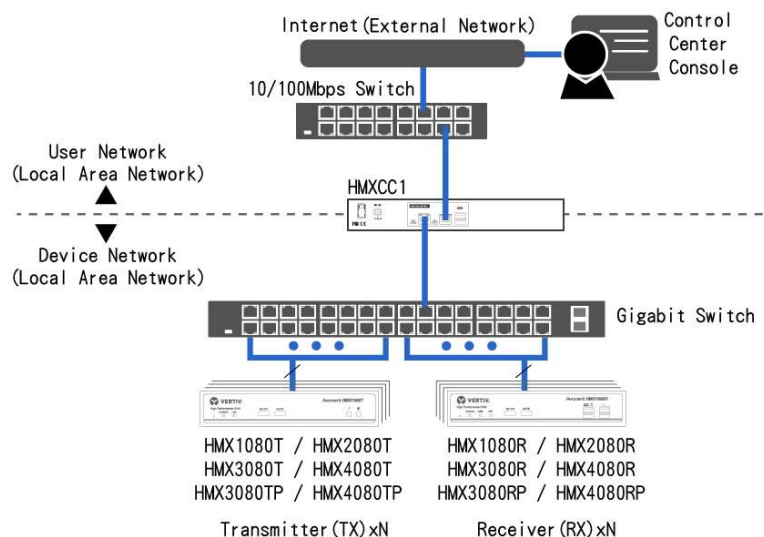 Internet(External Network)
Control
Center
Console
10/100Mbps Switch
User Network
(Local Area Network)
HMXCC1
Device Network
(Local Area Network)
Gigabit Switch
VERTIV.
VERTIV.
HMX1080T / HMX2080T
HMX3080T / HMX4080T
HMX3080TP / HMX4080TP
Transmitter(TX)xN
HMX1080R / HMX2080R
HMX3080R / HMX4080R
HMX3080RP / HMX4080RP
Receiver(RX)xN